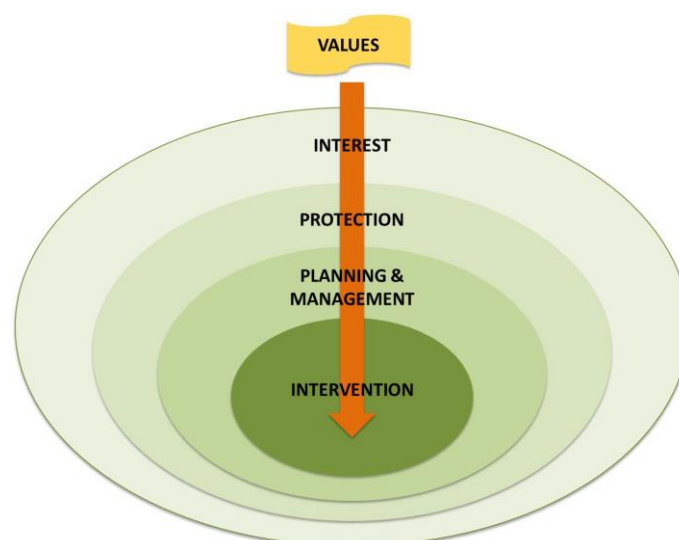 VALUES
INTEREST
PROTECTION
PLANNING &
MANAGEMENT
INTERVENTION